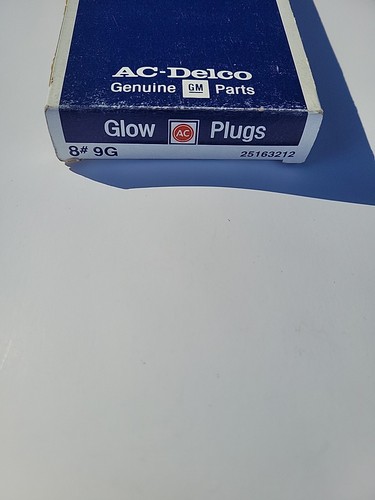 AC-Delco
Genuine GM Parts
Glow AC Plugs
8# 9G 25163212